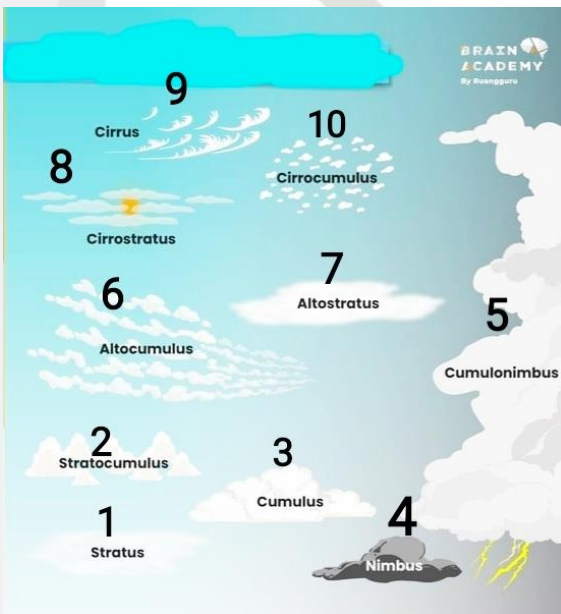 BRAIN
ACADEMY
By Ruangguru
9
Cirrus
10
8
Cirrocumulus
Cirrostratus
7
6
Altostratus
5
Altocumulus
Cumulonimbus
2
Stratocumulus
3
Cumulus
1
4
Stratus
Nimbus